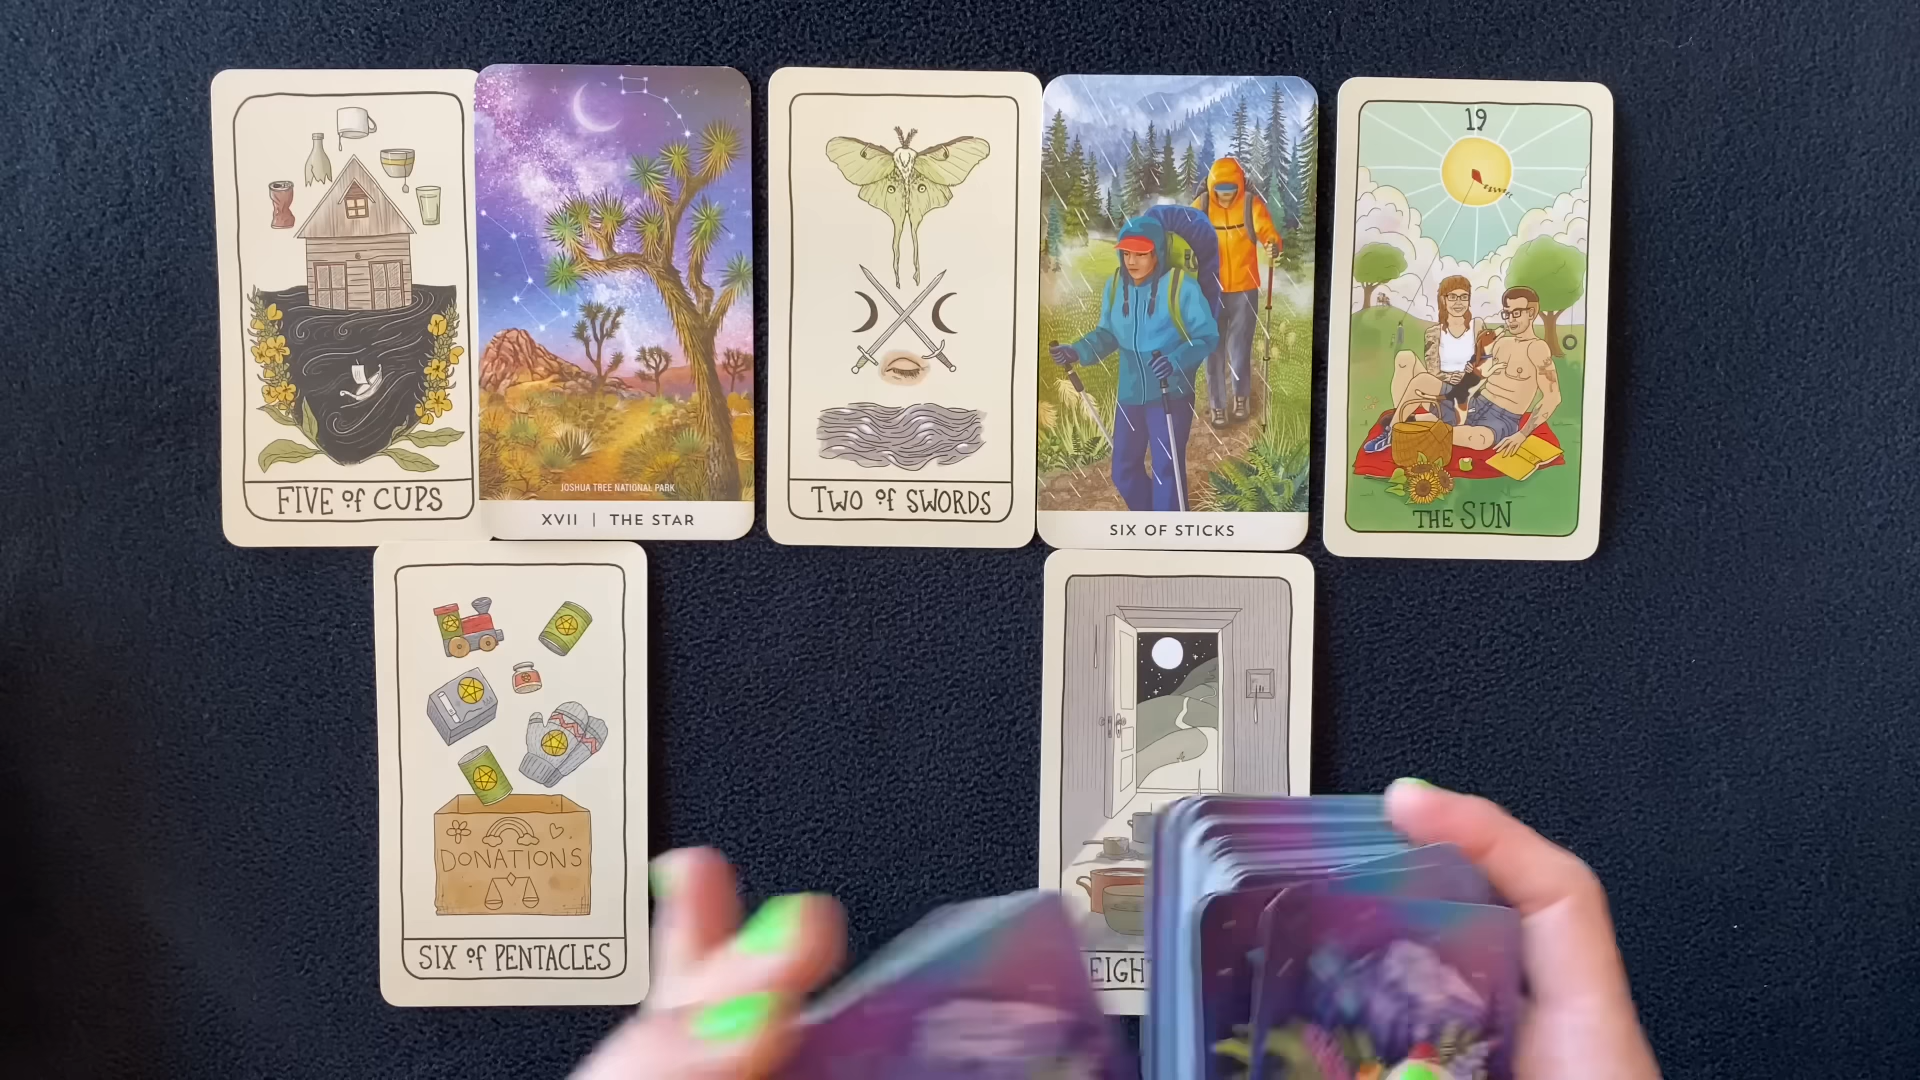 FIVE of CUPS
JOSHUA TREE NATIONAL PARK
XVII | THE STAR
TWO of SWORDS
SIX OF STICKS
19
THE SUN
DONATIONS
SIX of PENTACLES